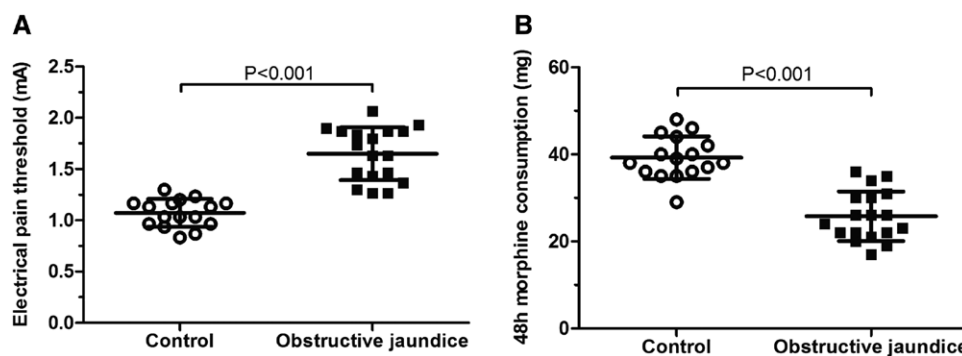 A
Electrical pain threshold (mA)
2.5
2.0
1.5
1.0
0.5
0.0
P<0.001
Control
Obstructive jaundice
B
48h morphine consumption (mg)
60
40
20
0
P<0.001
Control
Obstructive jaundice